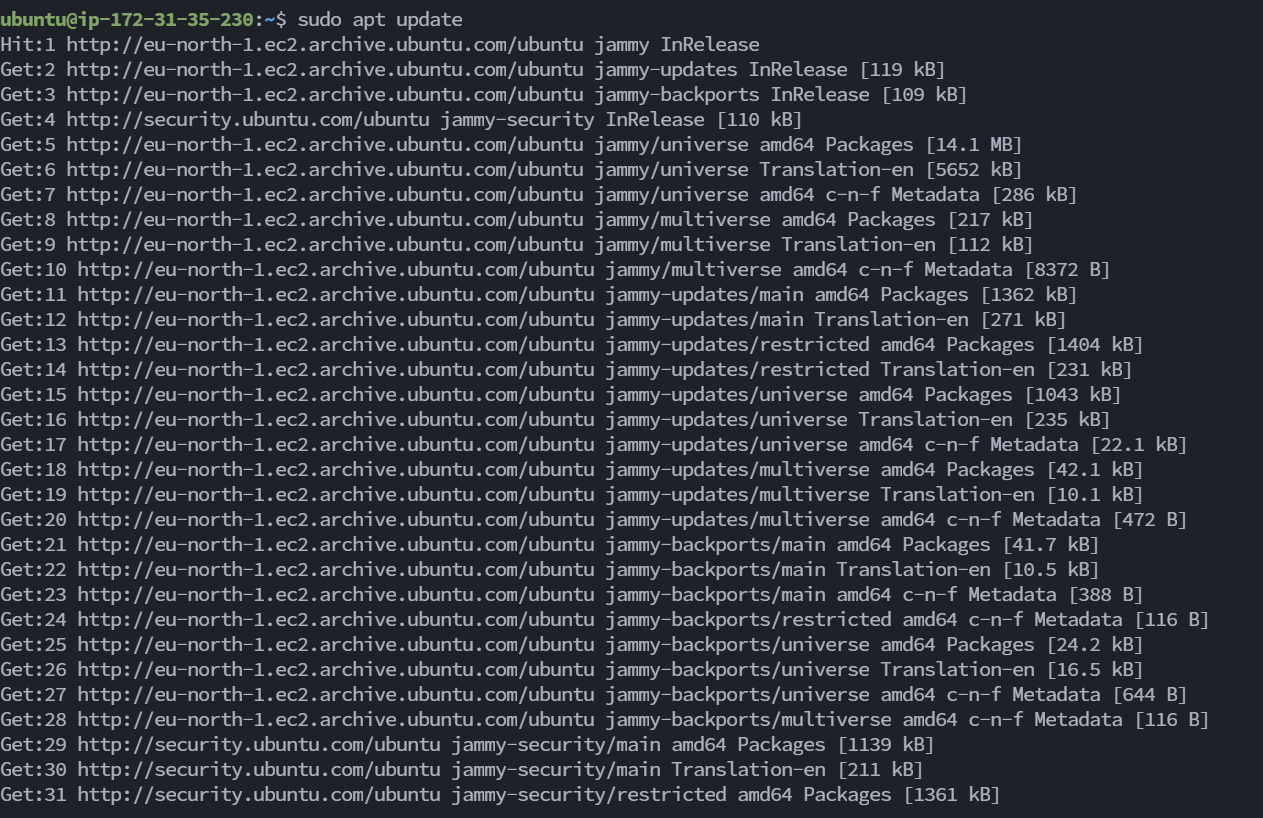 ubuntu@ip-172-31-35-230:~$ sudo apt update
Hit:1 http://eu-north-1.ec2.archive.ubuntu.com/ubuntu jammy InRelease
Get:2 http://eu-north-1.ec2.archive.ubuntu.com/ubuntu jammy-updates InRelease [119 kB]
Get:3 http://eu-north-1.ec2.archive.ubuntu.com/ubuntu jammy-backports InRelease [109 kB]
Get:4 http://security.ubuntu.com/ubuntu jammy-security InRelease [110 kB]
Get:5 http://eu-north-1.ec2.archive.ubuntu.com/ubuntu jammy/universe amd64 Packages [14.1 MB]
Get:6 http://eu-north-1.ec2.archive.ubuntu.com/ubuntu jammy/universe Translation-en [5652 kB]
Get:7 http://eu-north-1.ec2.archive.ubuntu.com/ubuntu jammy/universe amd64 c-n-f Metadata [286 kB]
Get:8 http://eu-north-1.ec2.archive.ubuntu.com/ubuntu jammy/multiverse amd64 Packages [217 kB]
Get:9 http://eu-north-1.ec2.archive.ubuntu.com/ubuntu jammy/multiverse Translation-en [112 kB]
Get:10 http://eu-north-1.ec2.archive.ubuntu.com/ubuntu jammy/multiverse amd64 c-n-f Metadata [8372 B]
Get:11 http://eu-north-1.ec2.archive.ubuntu.com/ubuntu jammy-updates/main amd64 Packages [1362 kB]
Get:12 http://eu-north-1.ec2.archive.ubuntu.com/ubuntu jammy-updates/main Translation-en [271 kB]
Get:13 http://eu-north-1.ec2.archive.ubuntu.com/ubuntu jammy-updates/restricted amd64 Packages [1404 kB]
Get:14 http://eu-north-1.ec2.archive.ubuntu.com/ubuntu jammy-updates/restricted Translation-en [231 kB]
Get:15 http://eu-north-1.ec2.archive.ubuntu.com/ubuntu jammy-updates/universe amd64 Packages [1043 kB]
Get:16 http://eu-north-1.ec2.archive.ubuntu.com/ubuntu jammy-updates/universe Translation-en [235 kB]
Get:17 http://eu-north-1.ec2.archive.ubuntu.com/ubuntu jammy-updates/universe amd64 c-n-f Metadata [22.1 kB]
Get:18 http://eu-north-1.ec2.archive.ubuntu.com/ubuntu jammy-updates/multiverse amd64 Packages [42.1 kB]
Get:19 http://eu-north-1.ec2.archive.ubuntu.com/ubuntu jammy-updates/multiverse Translation-en [10.1 kB]
Get:20 http://eu-north-1.ec2.archive.ubuntu.com/ubuntu jammy-updates/multiverse amd64 c-n-f Metadata [472 B]
Get:21 http://eu-north-1.ec2.archive.ubuntu.com/ubuntu jammy-backports/main amd64 Packages [41.7 kB]
Get:22 http://eu-north-1.ec2.archive.ubuntu.com/ubuntu jammy-backports/main Translation-en [10.5 kB]
Get:23 http://eu-north-1.ec2.archive.ubuntu.com/ubuntu jammy-backports/main amd64 c-n-f Metadata [388 B]
Get:24 http://eu-north-1.ec2.archive.ubuntu.com/ubuntu jammy-backports/restricted amd64 c-n-f Metadata [116 B]
Get:25 http://eu-north-1.ec2.archive.ubuntu.com/ubuntu jammy-backports/universe amd64 Packages [24.2 kB]
Get:26 http://eu-north-1.ec2.archive.ubuntu.com/ubuntu jammy-backports/universe Translation-en [16.5 kB]
Get:27 http://eu-north-1.ec2.archive.ubuntu.com/ubuntu jammy-backports/universe amd64 c-n-f Metadata [644 B]
Get:28 http://eu-north-1.ec2.archive.ubuntu.com/ubuntu jammy-backports/multiverse amd64 c-n-f Metadata [116 B]
Get:29 http://security.ubuntu.com/ubuntu jammy-security/main amd64 Packages [1139 kB]
Get:30 http://security.ubuntu.com/ubuntu jammy-security/main Translation-en [211 kB]
Get:31 http://security.ubuntu.com/ubuntu jammy-security/restricted amd64 Packages [1361 kB]